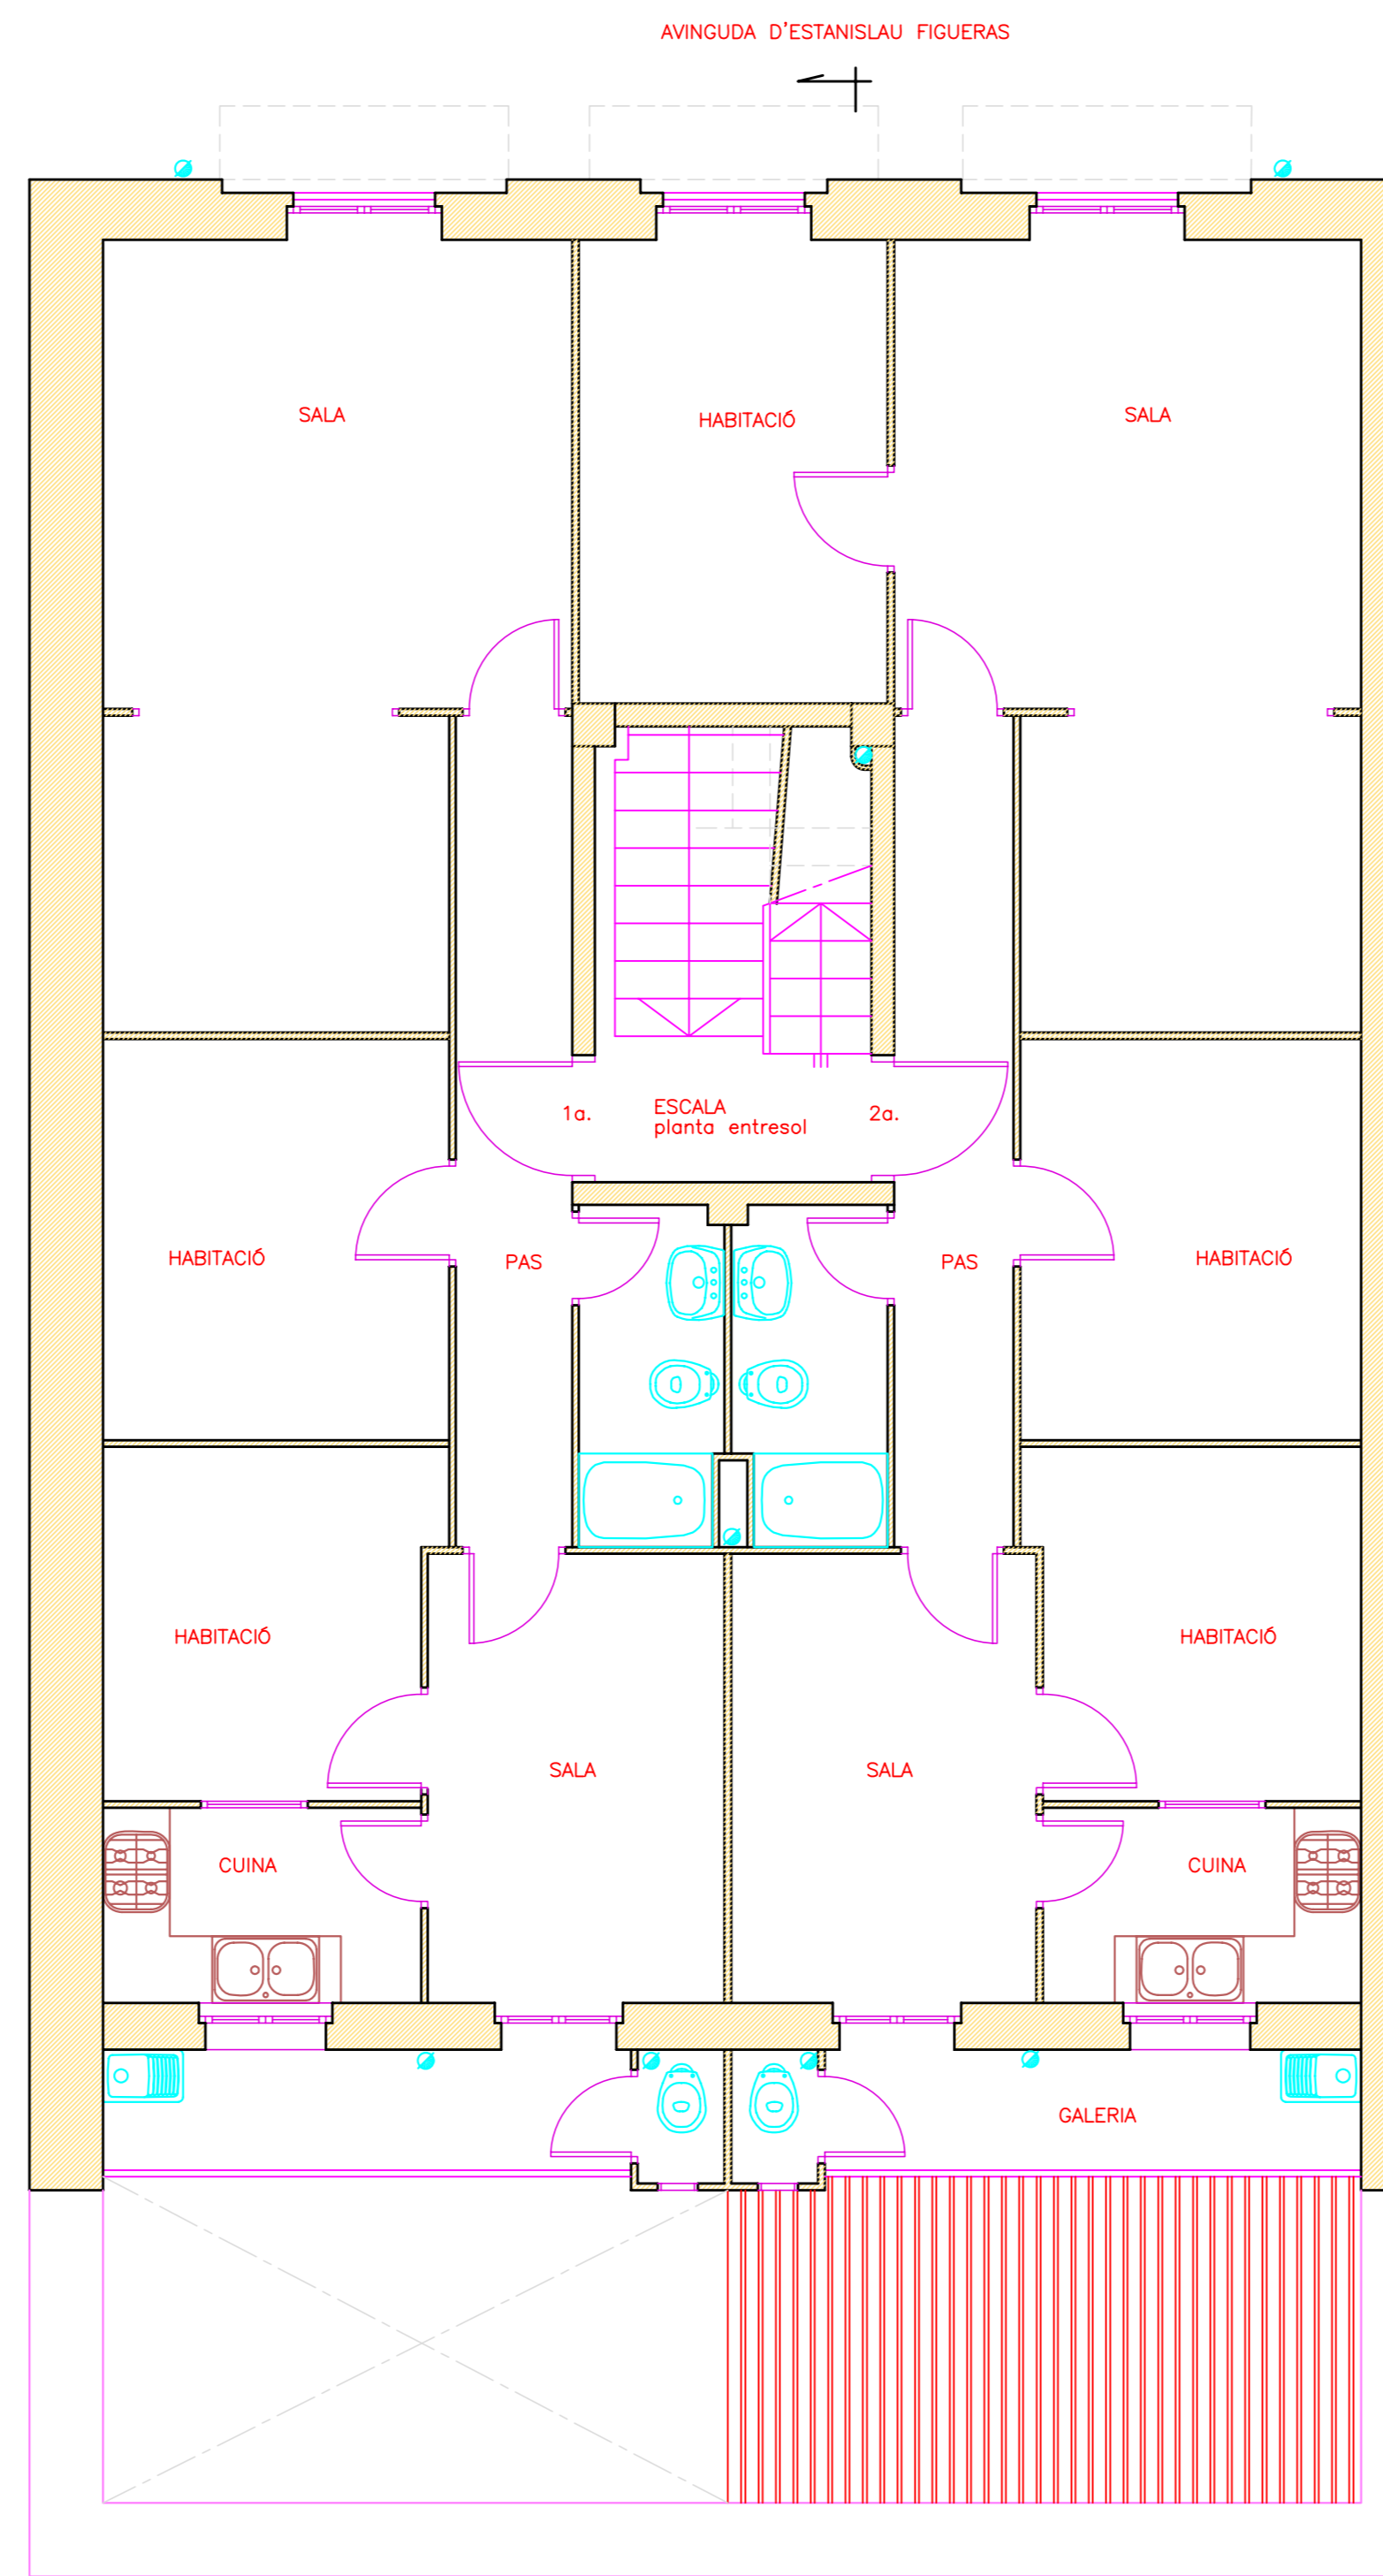 AVINGUDA D'ESTANISLAU FIGUERAS
SALA
HABITACIÓ
SALA
1a.
ESCALA
planta entresol
2a.
HABITACIÓ
PAS
PAS
HABITACIÓ
HABITACIÓ
HABITACIÓ
SALA
SALA
CUINA
CUINA
GALERIA